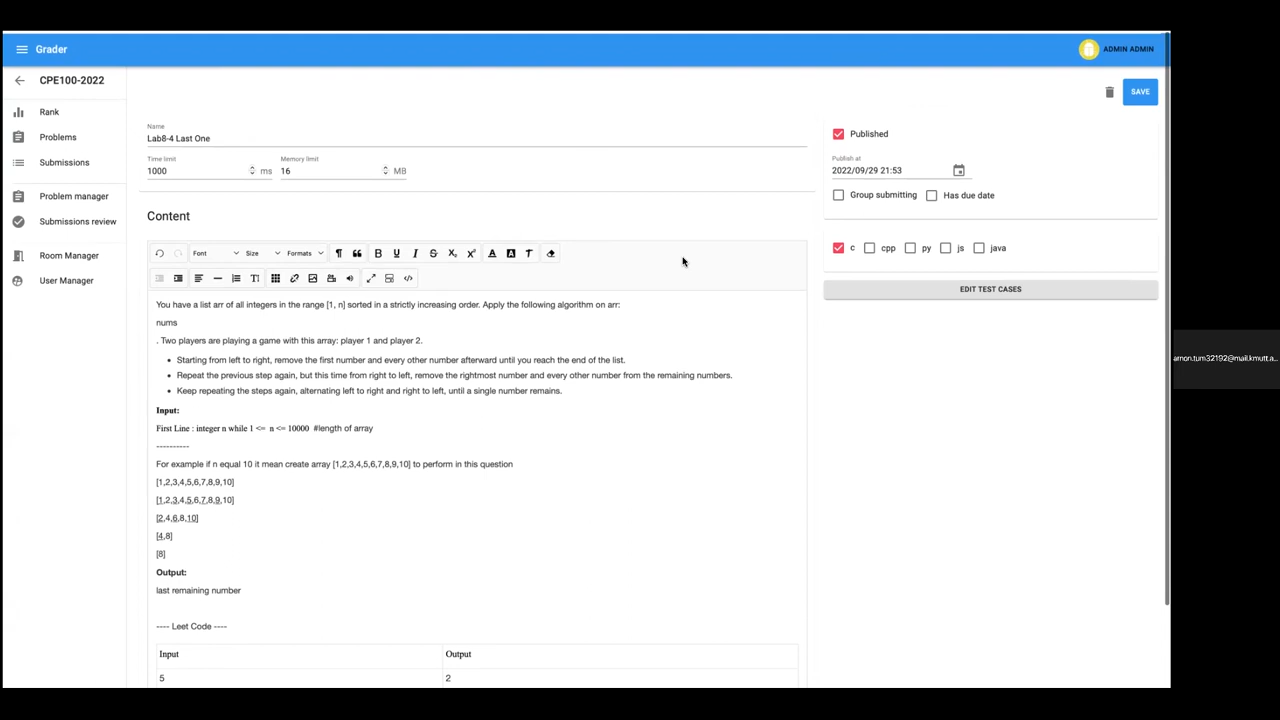 Grader
ADMIN ADMIN
CPE100-2022
SAVE
Rank
Problems
Submissions
Problem manager
Submissions review
Room Manager
User Manager
Name
Lab8-4 Last One
Time limit
Memory limit
1000 ms 16 MB
Published
Publish at
2022/09/29 21:53
Group submitting Has due date
c cpp py js java
EDIT TEST CASES
Content
Font Size Formats
You have a list arr of all integers in the range [1, n] sorted in a strictly increasing order. Apply the following algorithm on arr:
nums
. Two players are playing a game with this array: player 1 and player 2.
• Starting from left to right, remove the first number and every other number afterward until you reach the end of the list.
• Repeat the previous step again, but this time from right to left, remove the rightmost number and every other number from the remaining numbers.
• Keep repeating the steps again, alternating left to right and right to left, until a single number remains.
Input:
First Line : integer n while 1 <= n <= 10000 #length of array
----------
For example if n equal 10 it mean create array [1,2,3,4,5,6,7,8,9,10] to perform in this question
[1,2,3,4,5,6,7,8,9,10]
[1,2,3,4,5,6,7,8,9,10]
[2,4,6,8,10]
[4,8]
[8]
Output:
last remaining number
---- Leet Code ----
Input Output
5 2
arnon.tum32192@mail.kmutt.a...